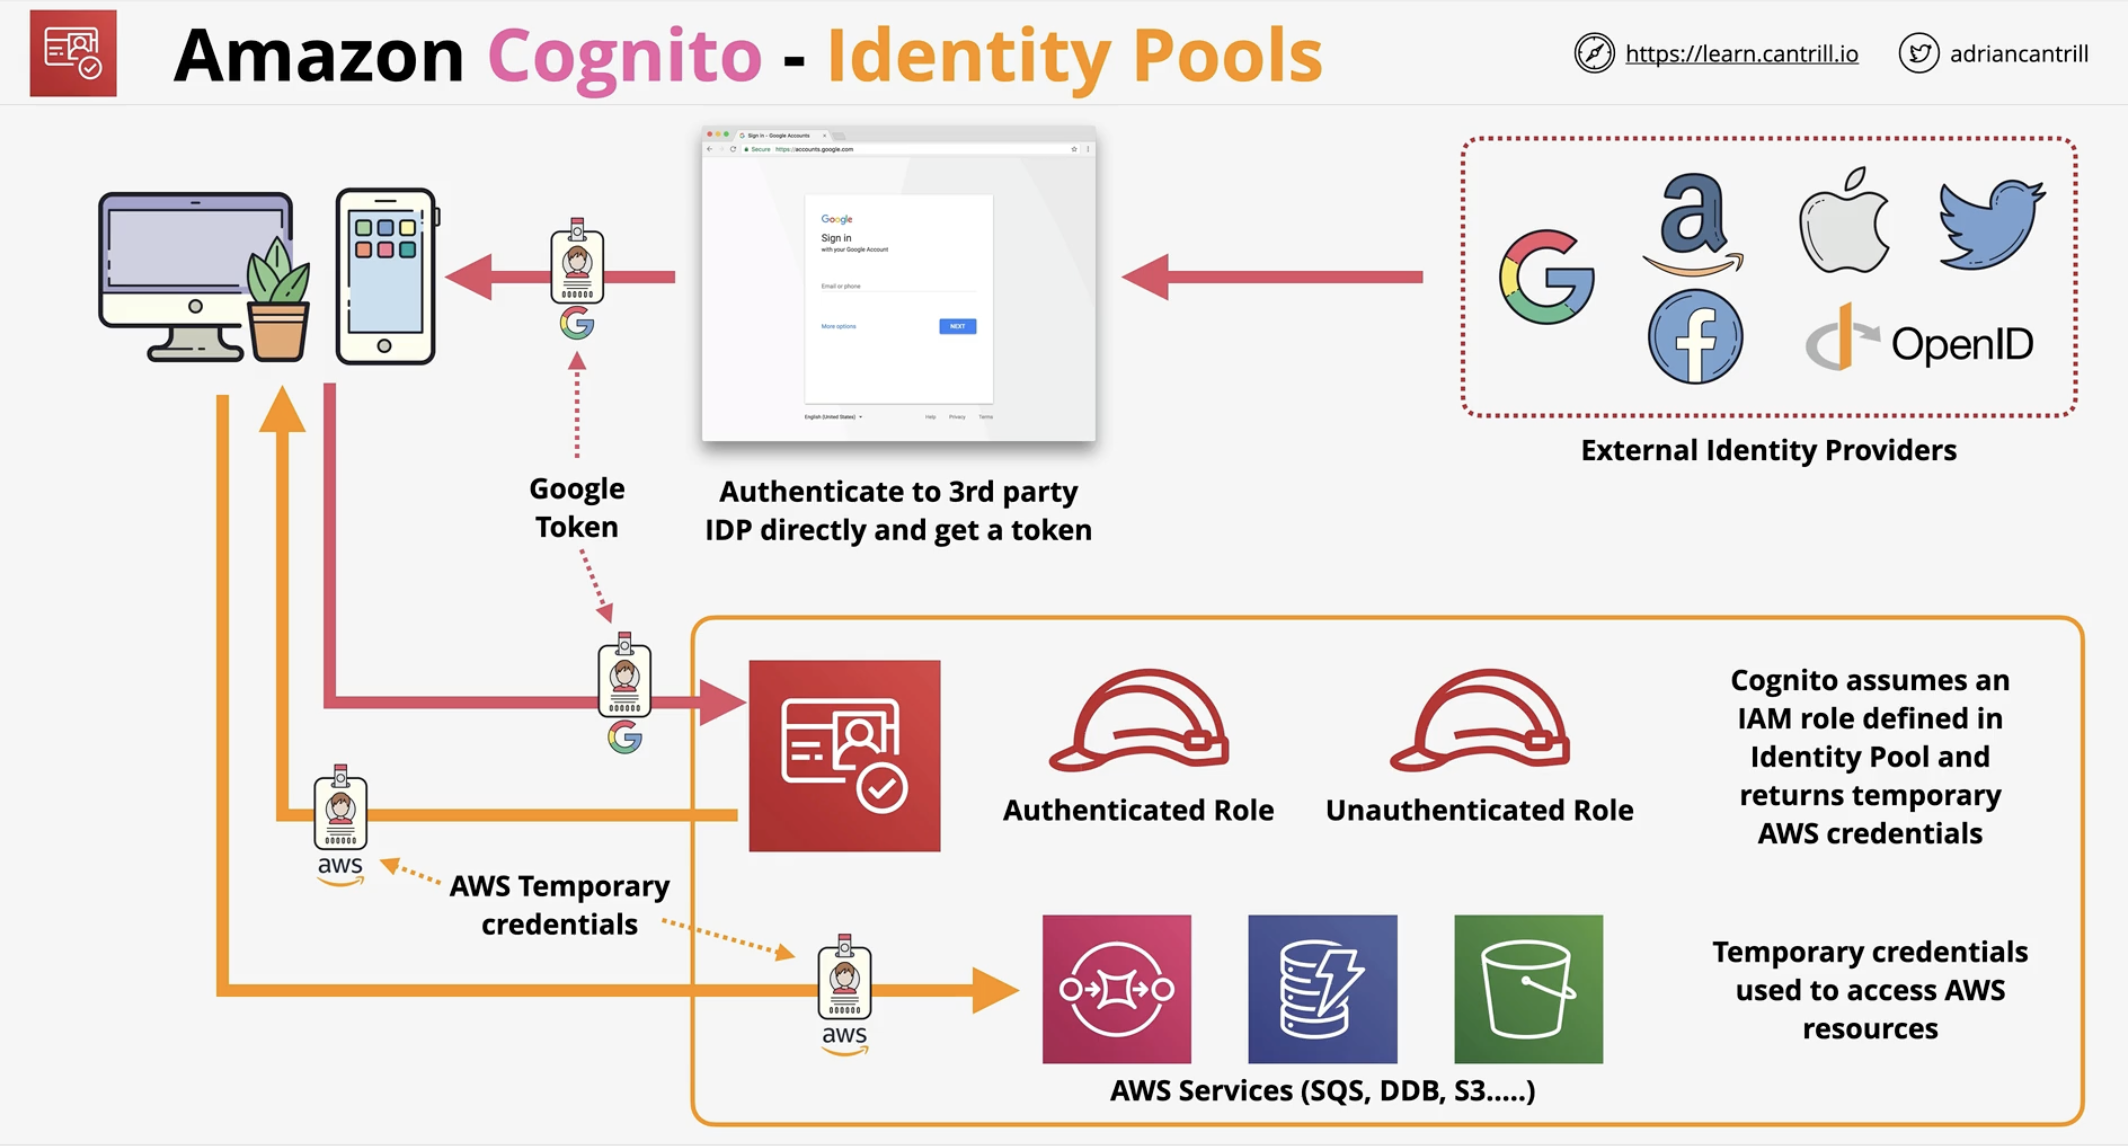 Amazon Cognito - Identity Pools
https://learn.cantrill.io
adriancantrill
Sign in - Google Accounts
Secure https://accounts.google.com
Google
Sign in
with your Google Account
Email or phone
More options
NEXT
English (United States)
Help Privacy Terms
Authenticate to 3rd party
IDP directly and get a token
a
f
OpenID
External Identity Providers
Google
Token
Authenticated Role
Unauthenticated Role
Cognito assumes an
IAM role defined in
Identity Pool and
returns temporary
AWS credentials
aws
AWS Temporary
credentials
aws
AWS Services (SQS, DDB, S3.....)
Temporary credentials
used to access AWS
resources